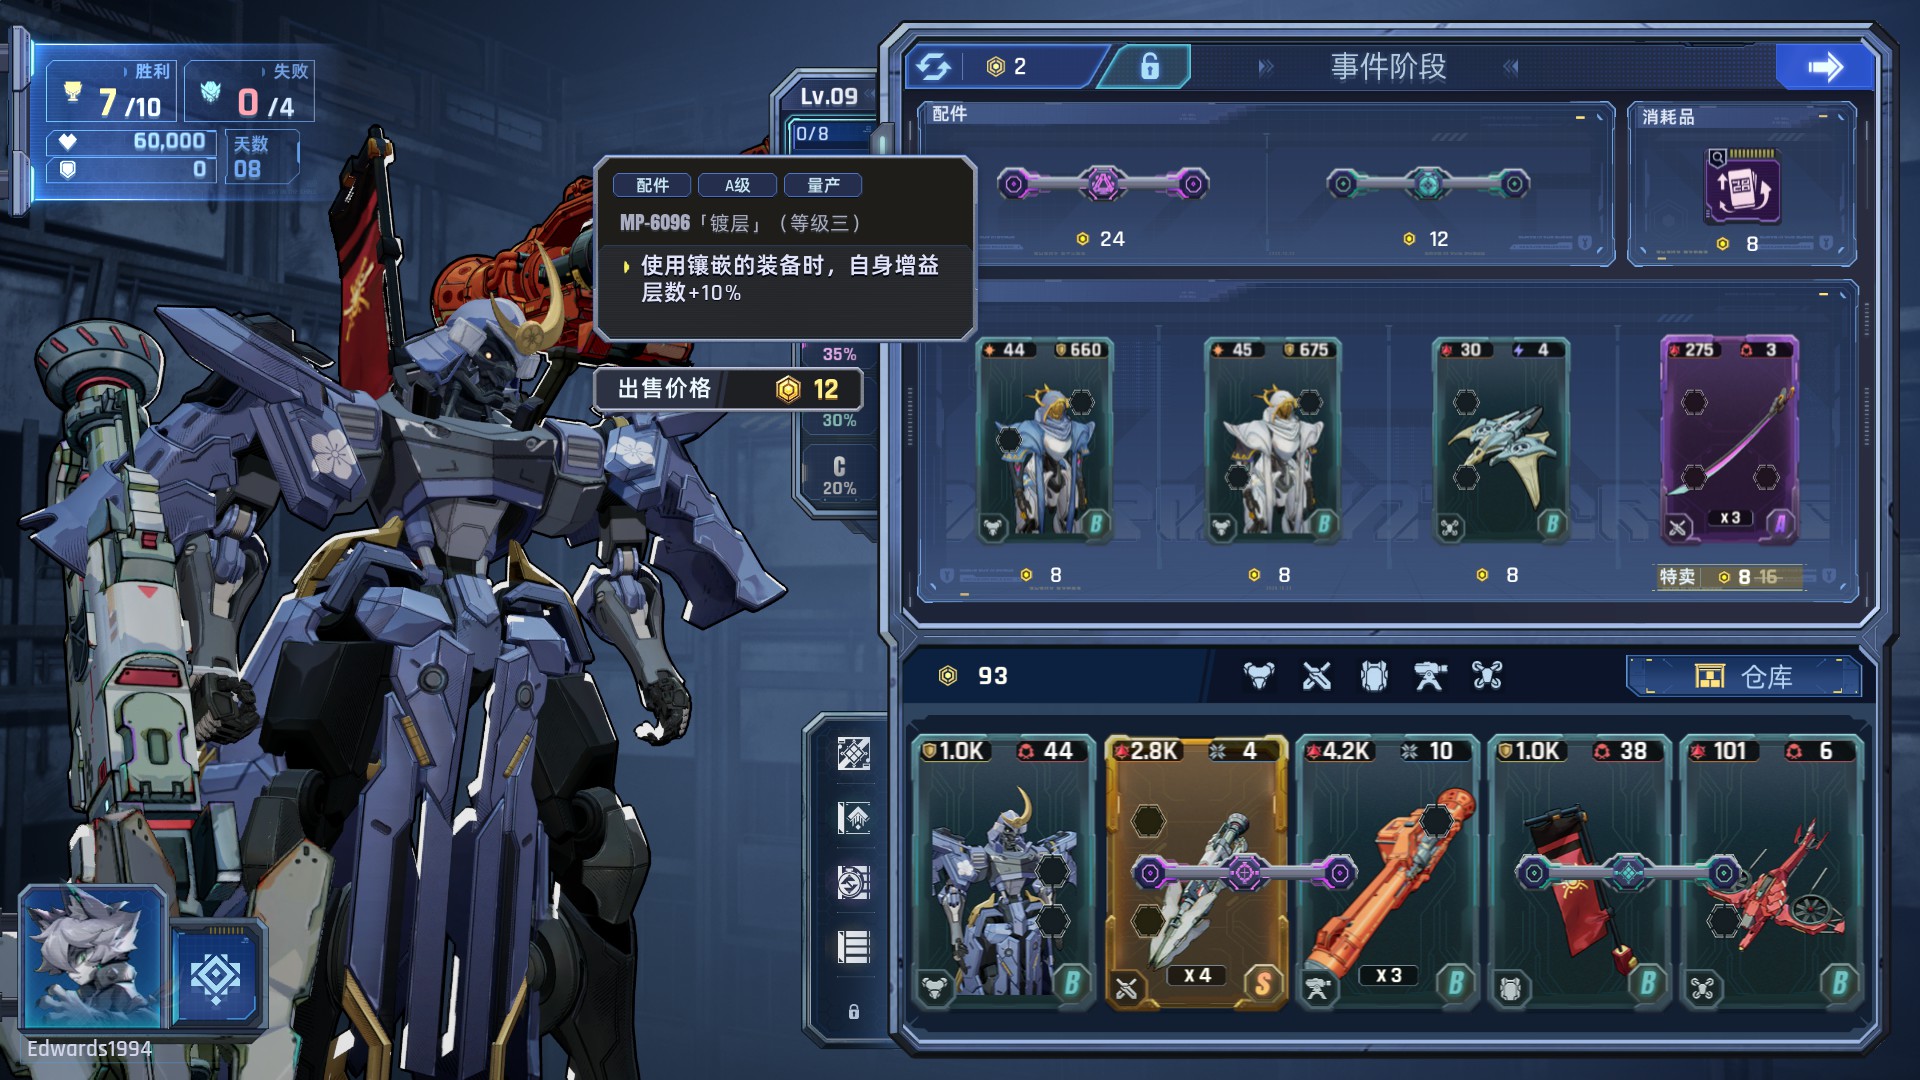 胜利
7/10
失败
0/4
60,000
0
天数
08
Lv.09
0/8
35%
30%
C
20%
配件
A级
量产
MP-6096「镀层」（等级三）
使用镶嵌的装备时，自身增益
层数+10%
出售价格
12
2
事件阶段
配件
24
12
消耗品
8
44
660
B
8
45
675
B
8
30
4
B
8
275
3
x3
A
特卖
8
16
93
仓库
1.0K
44
B
2.8K
4
x4
S
4.2K
10
x3
B
1.0K
38
B
101
6
B
Edwards1994